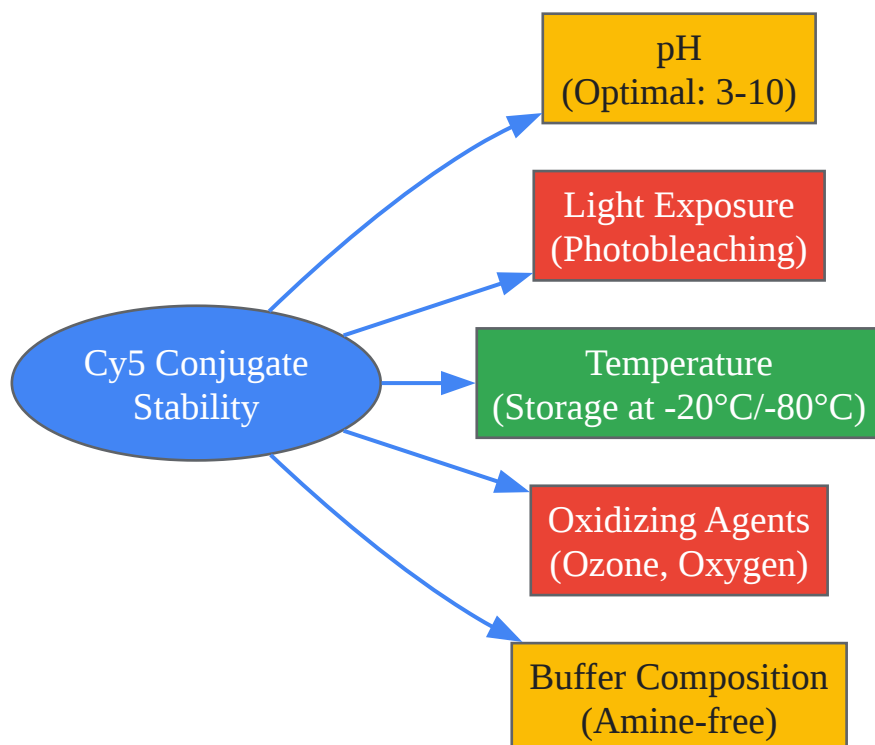 pH
(Optimal: 3-10)
Light Exposure
(Photobleaching)
Cy5 Conjugate
Stability
Temperature
(Storage at -20°C/-80°C)
Oxidizing Agents
(Ozone, Oxygen)
Buffer Composition
(Amine-free)